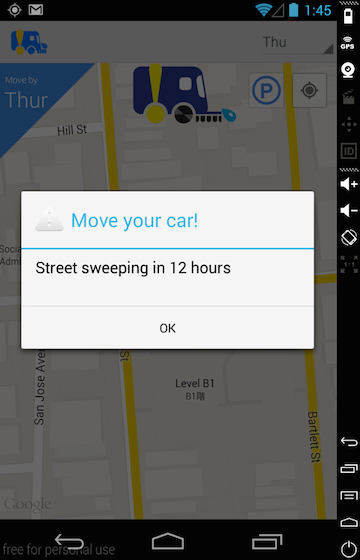 1:45
Thu
Move by
Thur
P
Hill St
GPS
ID
Move your car!
Street sweeping in 12 hours
OK
San Jose Ave
Level B1
B1階
Bartlett St
Google
free for personal use